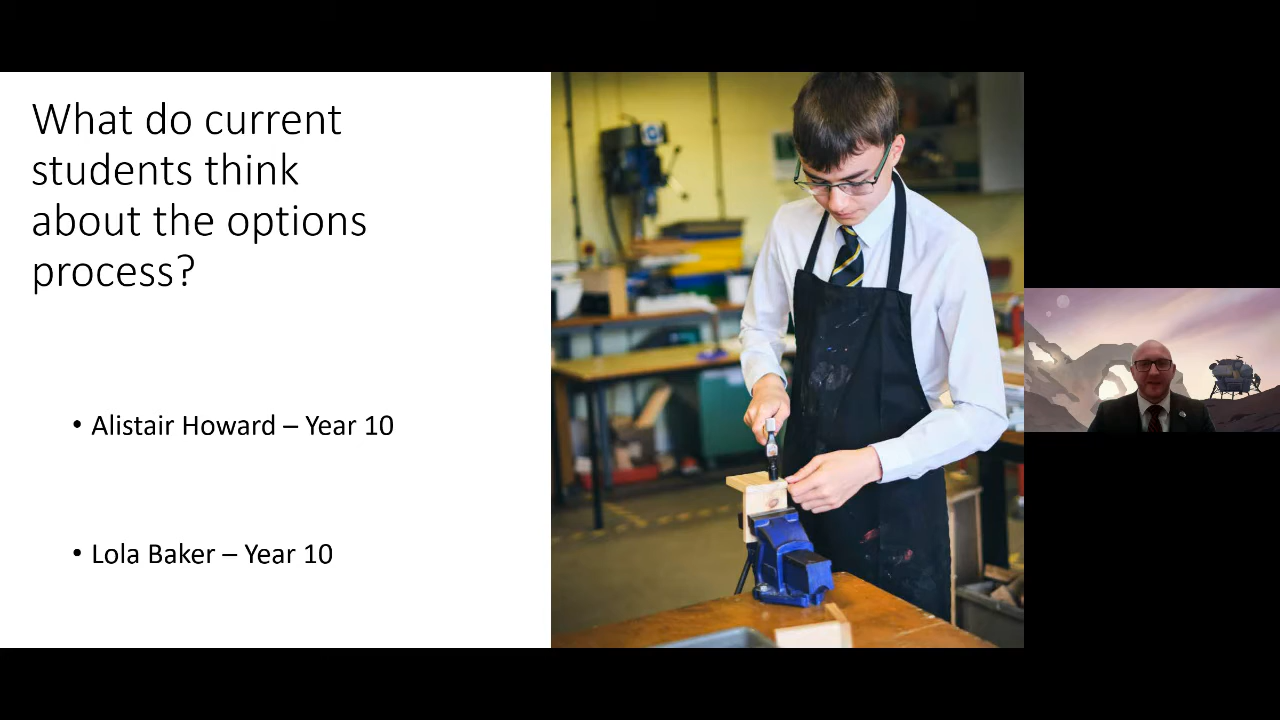 What do current
students think
about the options
process?
• Alistair Howard – Year 10
• Lola Baker – Year 10